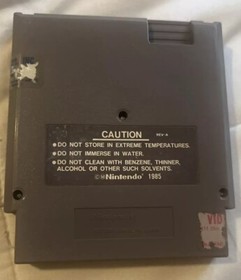 CAUTION REV-A
• DO NOT STORE IN EXTREME TEMPERATURES.
• DO NOT IMMERSE IN WATER.
• DO NOT CLEAN WITH BENZENE, THINNER,
ALCOHOL OR OTHER SUCH SOLVENTS.
©®Nintendo® 1985
VID